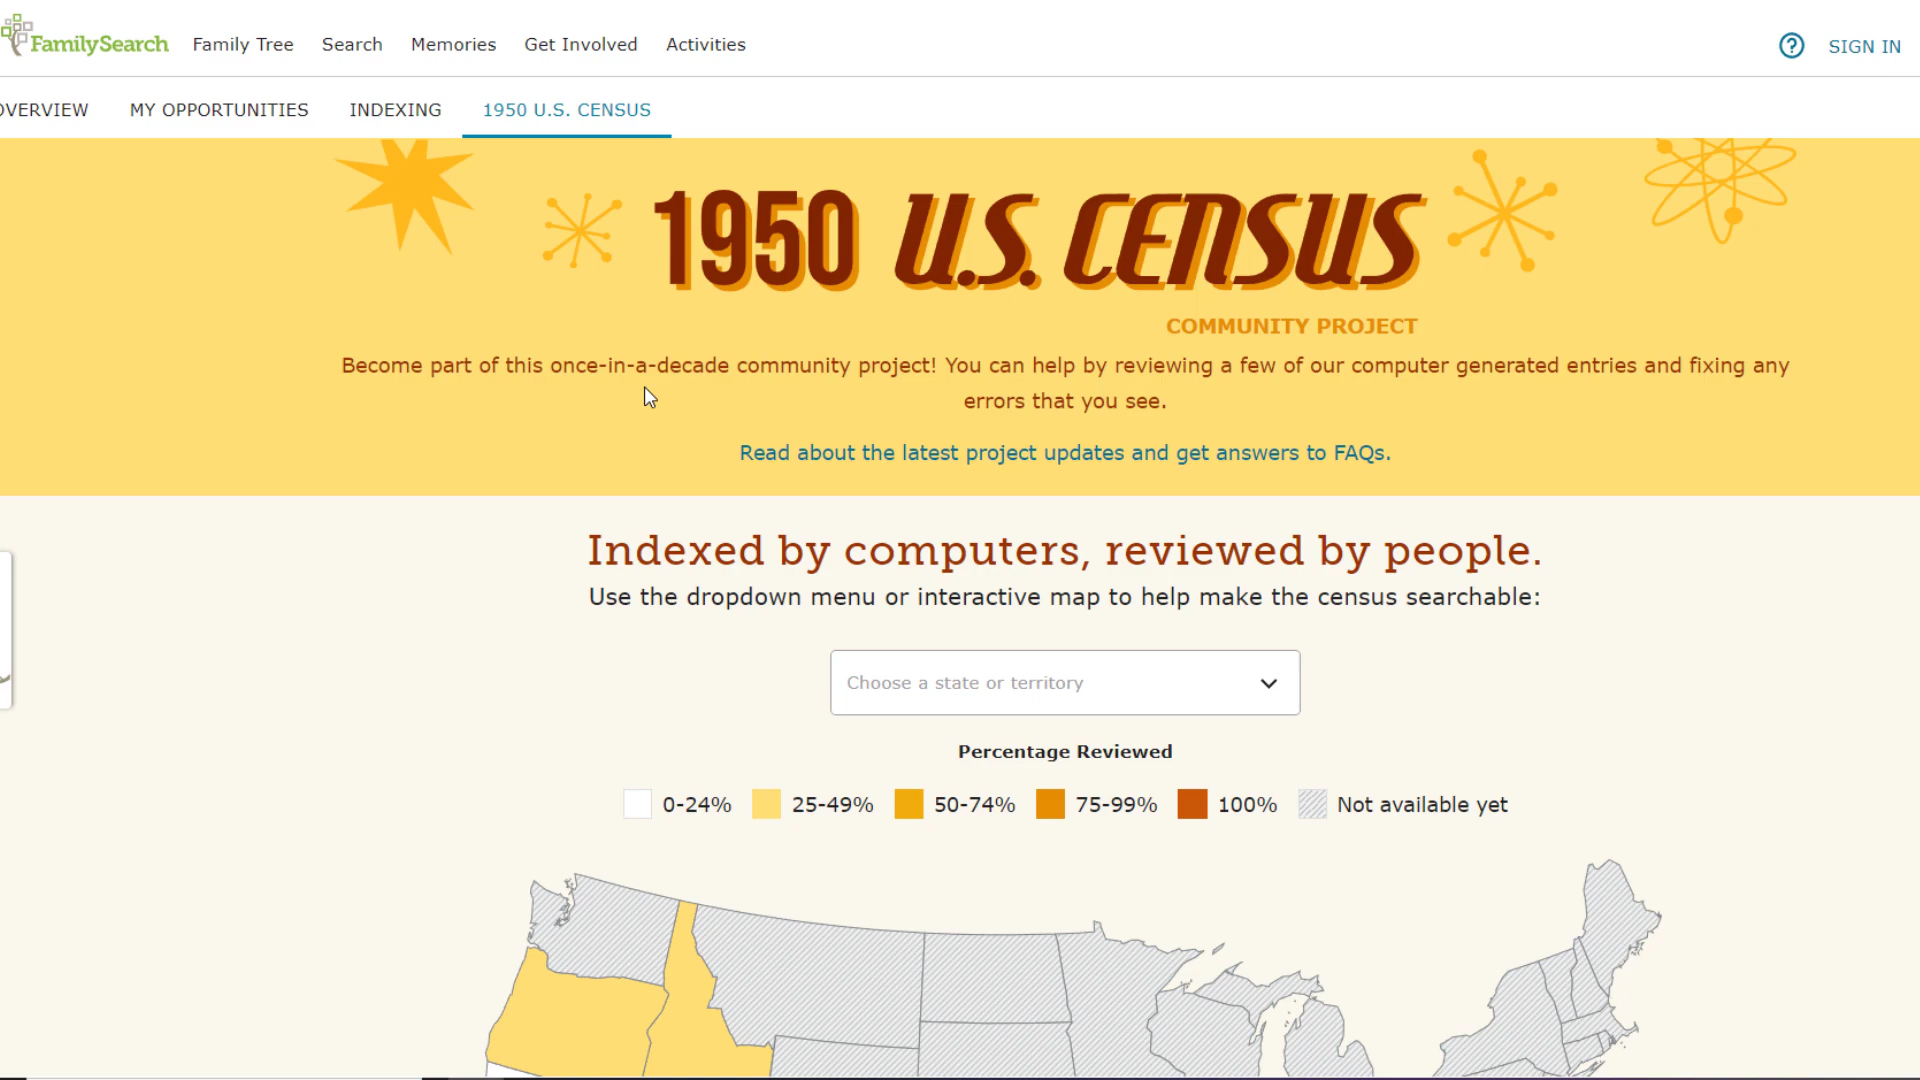 FamilySearch Family Tree Search Memories Get Involved Activities SIGN IN
OVERVIEW MY OPPORTUNITIES INDEXING 1950 U.S. CENSUS
1950 U.S. CENSUS
COMMUNITY PROJECT
Become part of this once-in-a-decade community project! You can help by reviewing a few of our computer generated entries and fixing any
errors that you see.
Read about the latest project updates and get answers to FAQs.
Indexed by computers, reviewed by people.
Use the dropdown menu or interactive map to help make the census searchable:
Choose a state or territory
Percentage Reviewed
0-24% 25-49% 50-74% 75-99% 100% Not available yet